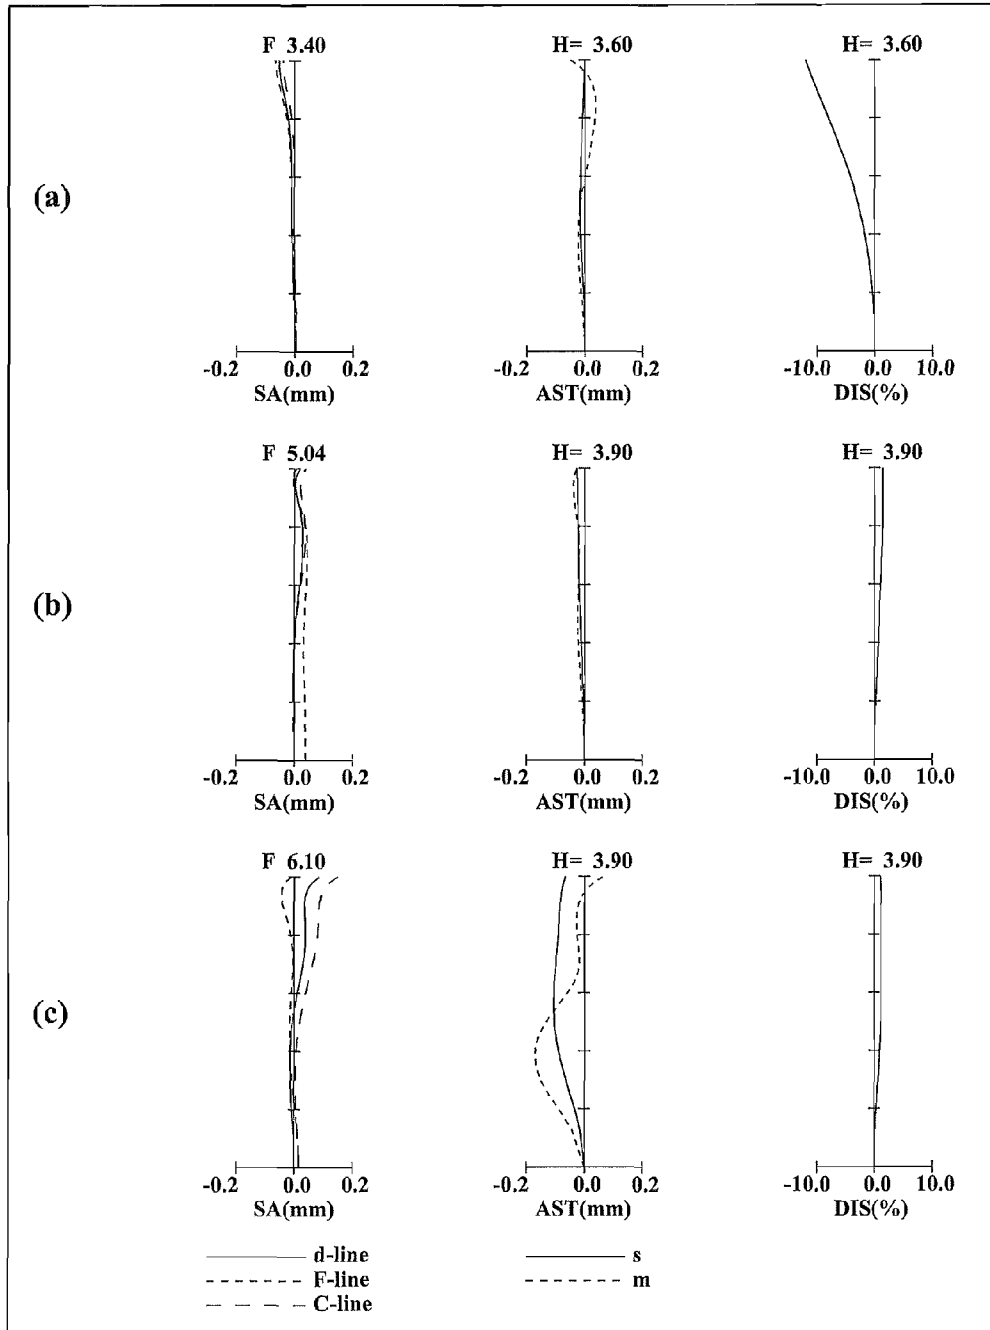 F 3.40 H= 3.60 H= 3.60
(a)
-0.2 0.0 0.2 -0.2 0.0 0.2 -10.0 0.0 10.0
SA(mm) AST(mm) DIS(%)
F 5.04 H= 3.90 H= 3.90
(b)
-0.2 0.0 0.2 -0.2 0.0 0.2 -10.0 0.0 10.0
SA(mm) AST(mm) DIS(%)
F 6.10 H= 3.90 H= 3.90
(c)
-0.2 0.0 0.2 -0.2 0.0 0.2 -10.0 0.0 10.0
SA(mm) AST(mm) DIS(%)
d-line s
F-line m
C-line